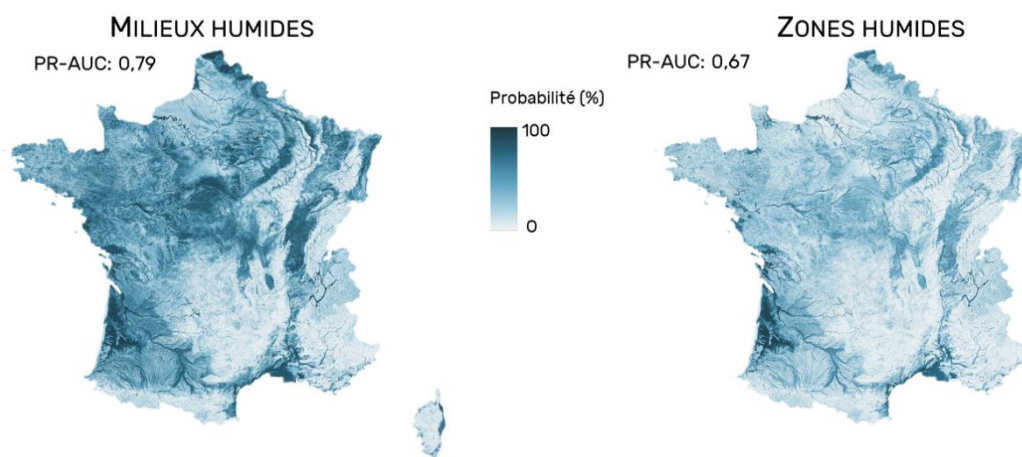 MILIEUX HUMIDES
PR-AUC: 0,79
Probabilité (%)
100
0
ZONES HUMIDES
PR-AUC: 0,67